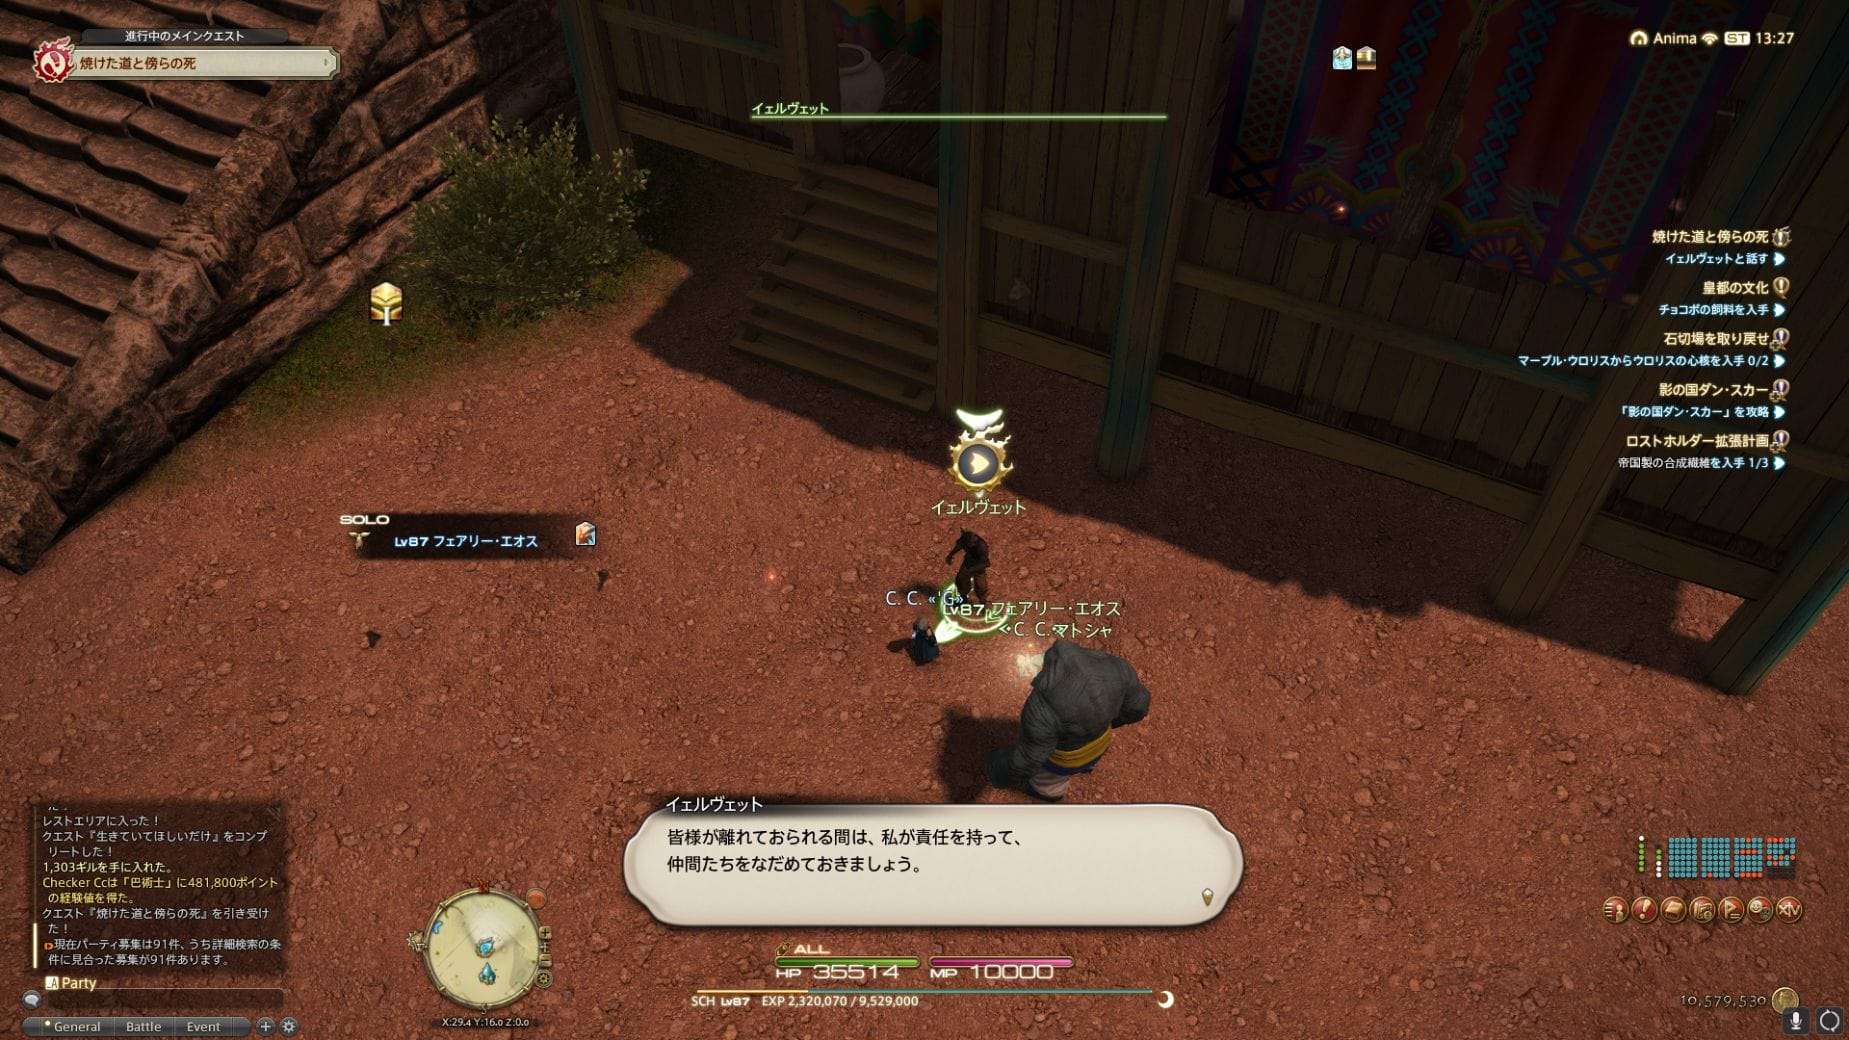 進行中のメインクエスト
焼けた道と傍らの死
Anima ST 13:27
イェルヴェット
焼けた道と傍らの死
イェルヴェットと話す
皇都の文化
チョコボの飼料を入手
石切場を取り戻せ
マーブル・ウロリスからウロリスの心核を入手 0/2
影の国ダン・スカー
「影の国ダン・スカー」を攻略
ロストホルダー拡張計画
帝国製の合成繊維を入手 1/3
イェルヴェット
SOLO
Lv87 フェアリー・エオス
C. C. «'G»
Lv87 フェアリー・エオス
C. C.
マトシャ
イェルヴェット
皆様が離れておられる間は、私が責任を持って、
仲間たちをなだめておきましょう。
レストエリアに入った！
クエスト『生きていてほしいだけ』をコンプ
リートした！
1,303ギルを手に入れた。
Checker Ccは「巴術士」に481,800ポイント
の経験値を得た。
クエスト『焼けた道と傍らの死』を引き受け
た！
現在パーティ募集は91件、うち詳細検索の条
件に見合った募集が91件あります。
Party
General Battle Event
X:29.4 Y:16.0 Z:0.0
ALL
HP 35514 MP 10000
SCH Lv87 EXP 2,320,070 / 9,529,000
XIV
10,579,530